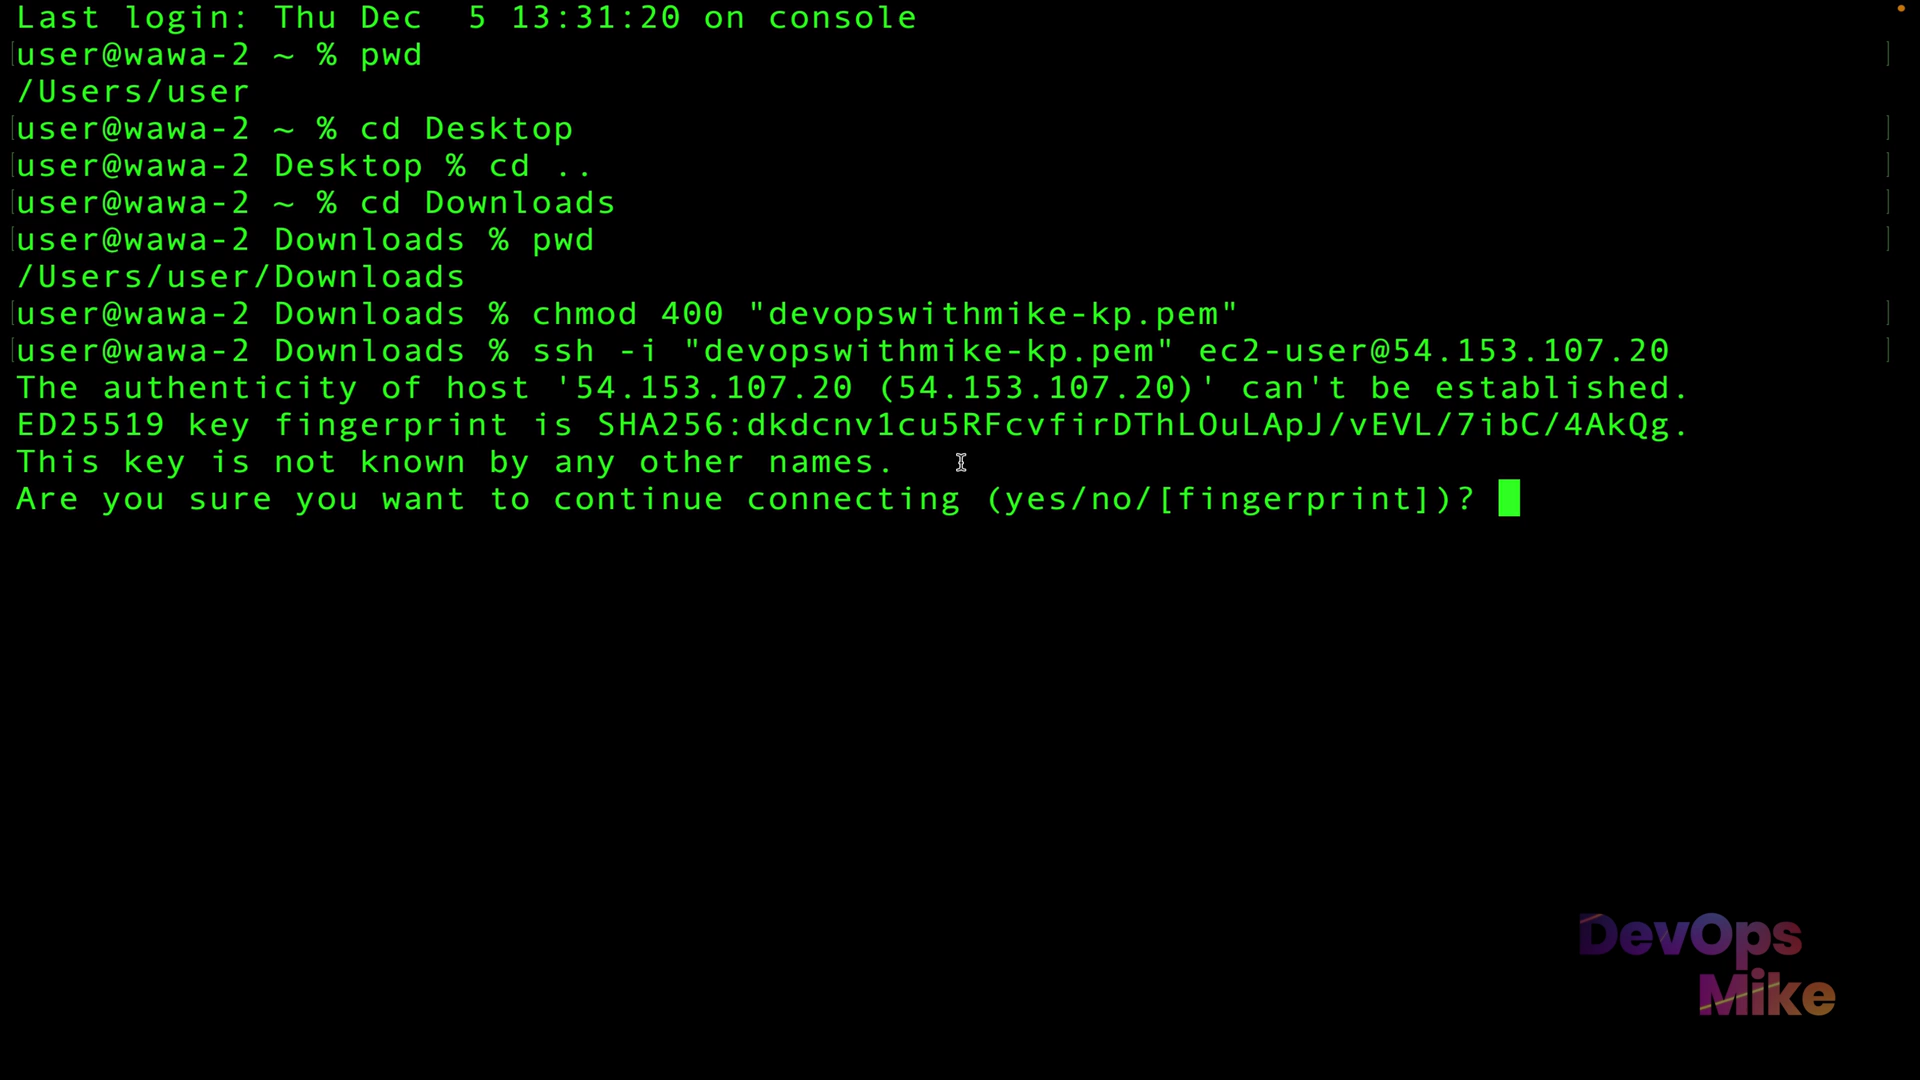 Last login: Thu Dec  5 13:31:20 on console
[user@wawa-2 ~ % pwd ]
/Users/user
[user@wawa-2 ~ % cd Desktop ]
[user@wawa-2 Desktop % cd .. ]
[user@wawa-2 ~ % cd Downloads ]
[user@wawa-2 Downloads % pwd ]
/Users/user/Downloads
[user@wawa-2 Downloads % chmod 400 "devopswithmike-kp.pem" ]
[user@wawa-2 Downloads % ssh -i "devopswithmike-kp.pem" ec2-user@54.153.107.20 ]
The authenticity of host '54.153.107.20 (54.153.107.20)' can't be established.
ED25519 key fingerprint is SHA256:dkdcnv1cu5RFcvfirDThLOuLApJ/vEVL/7ibC/4AkQg.
This key is not known by any other names.
Are you sure you want to continue connecting (yes/no/[fingerprint])?
DevOps
Mike